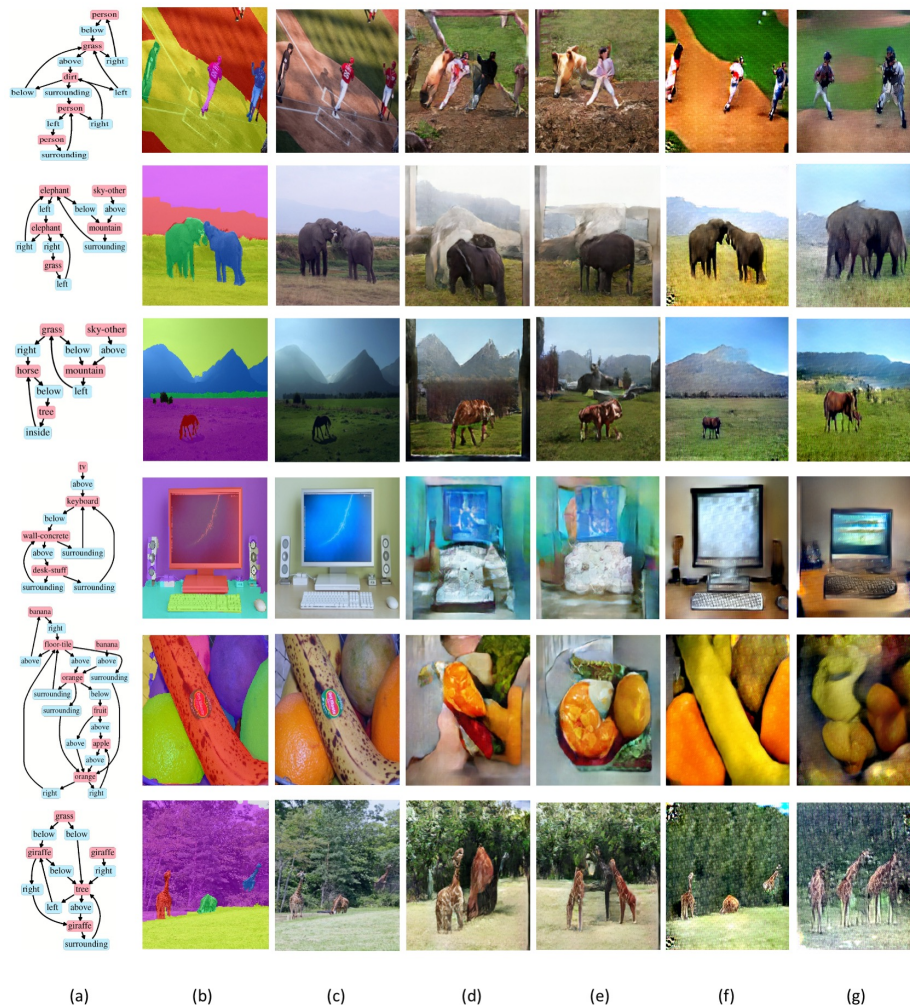 person
below
grass
above
right
dirt
below
surrounding
left
person
left
right
person
surrounding
elephant
sky-other
left
below
above
elephant
mountain
right
right
surrounding
grass
left
grass
sky-other
right
below
above
horse
mountain
below
left
tree
inside
tv
above
keyboard
below
wall-concrete
above
surrounding
desk-stuff
surrounding
surrounding
banana
right
floor-tile
banana
above
above
above
orange
surrounding
surrounding
below
surrounding
fruit
above
above
apple
above
orange
right
right
grass
below
below
giraffe
giraffe
below
right
right
tree
left
above
giraffe
surrounding
(a) (b) (c) (d) (e) (f) (g)